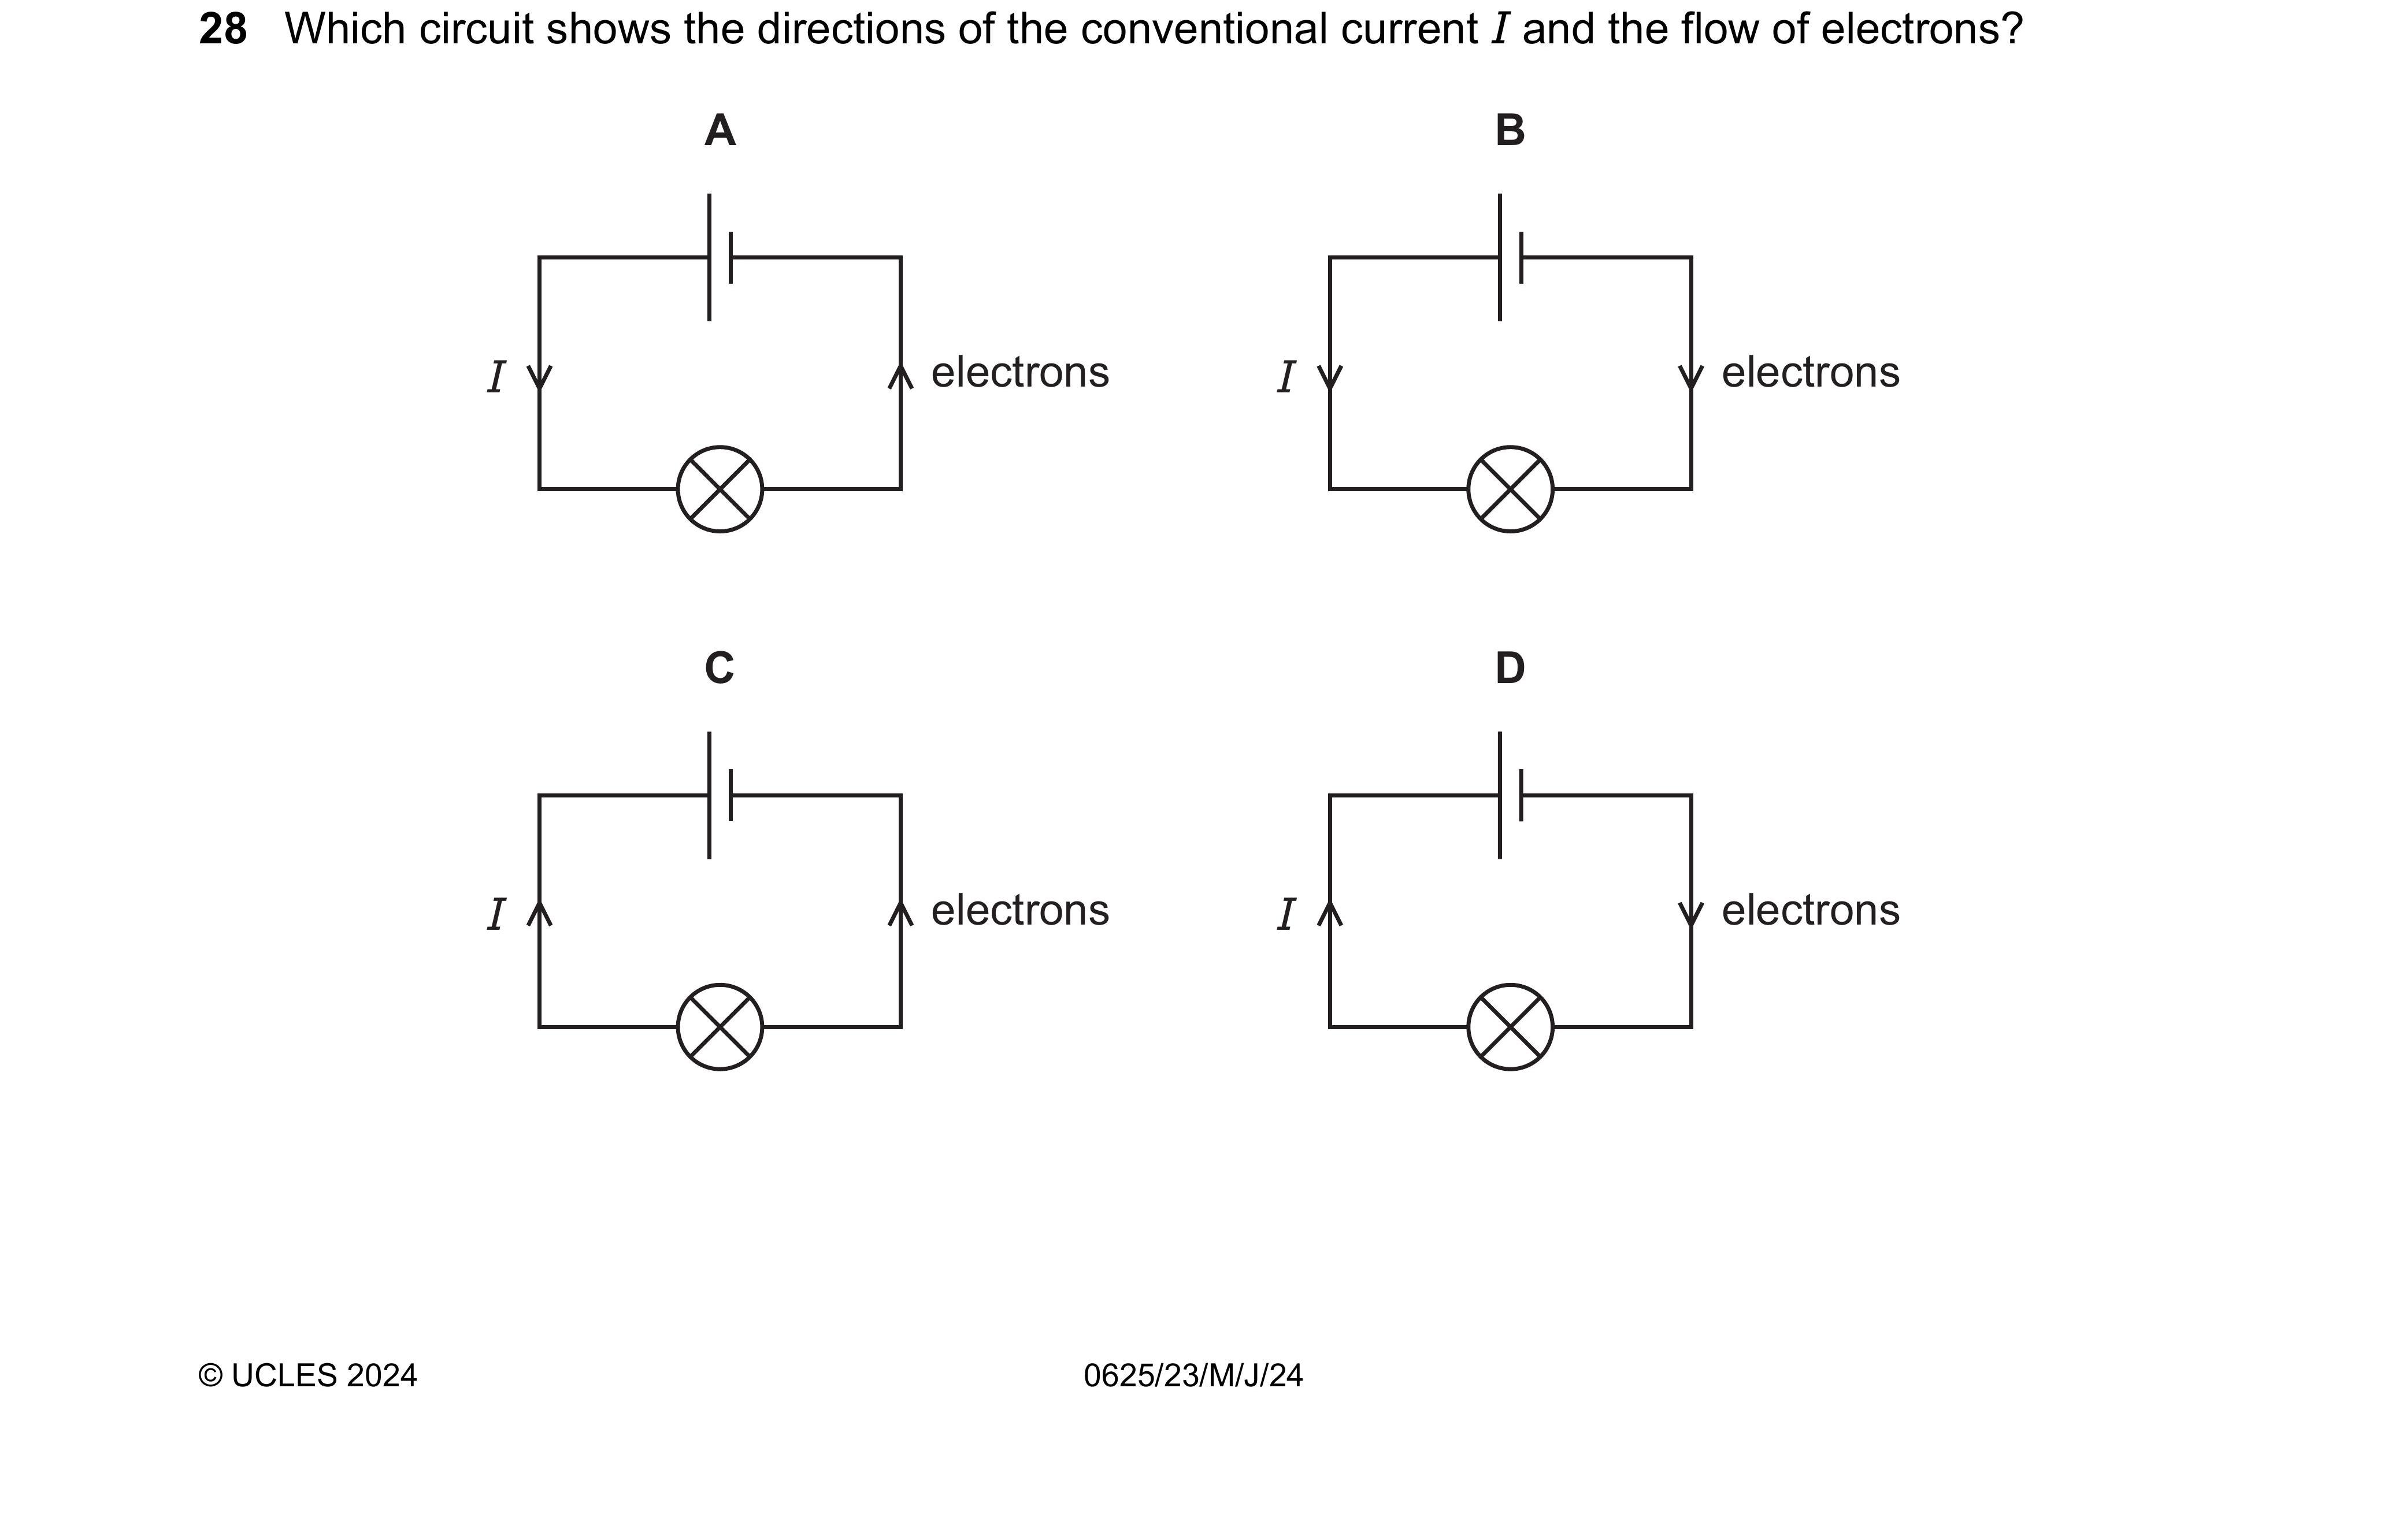 28 Which circuit shows the directions of the conventional current I and the flow of electrons?
A
B
I
electrons
I
electrons
C
D
I
electrons
I
electrons
© UCLES 2024
0625/23/M/J/24